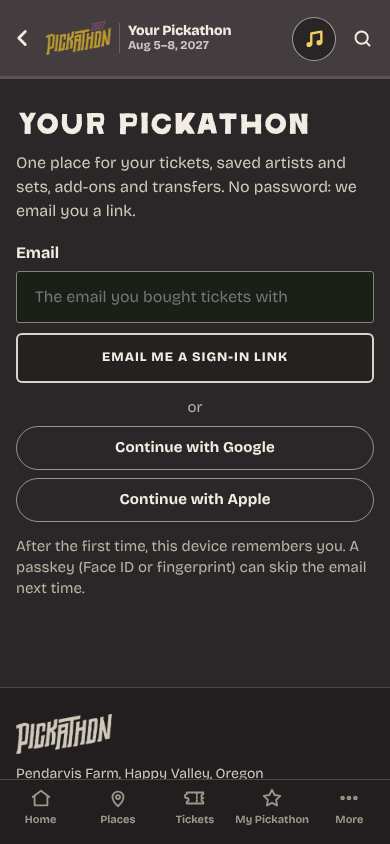 PICKATHON
Your Pickathon
Aug 5–8, 2027
YOUR PICKATHON
One place for your tickets, saved artists and
sets, add-ons and transfers. No password: we
email you a link.
Email
The email you bought tickets with
EMAIL ME A SIGN-IN LINK
or
Continue with Google
Continue with Apple
After the first time, this device remembers you. A
passkey (Face ID or fingerprint) can skip the email
next time.
PICKATHON
Pendarvis Farm, Happy Valley, Oregon
Home
Places
Tickets
My Pickathon
More